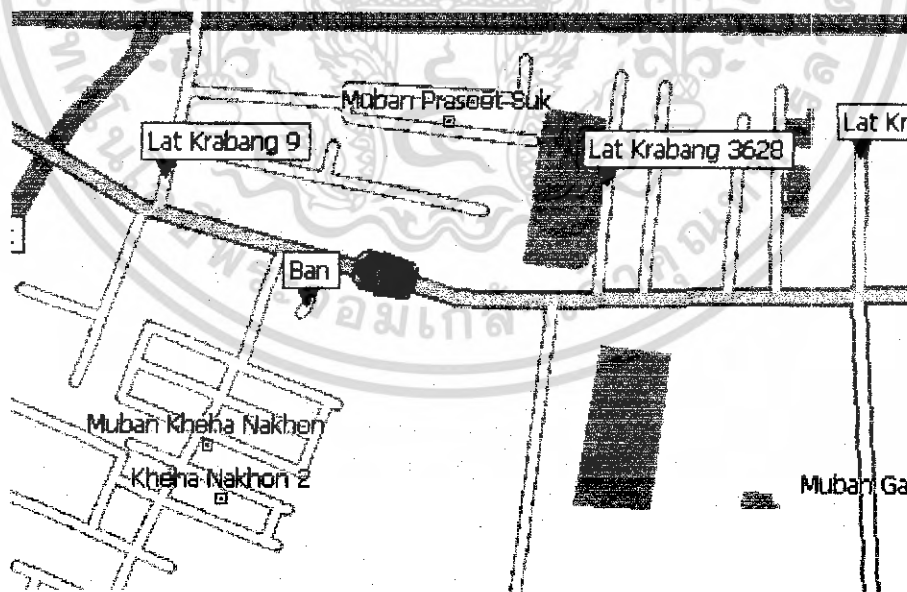 Muban Prasoet Suk
Lat Krabang 9
Lat Krabang 3628
Lat Kr
Ban
Muban Kheha Nakhon
Kheha Nakhon 2
Muban Ga